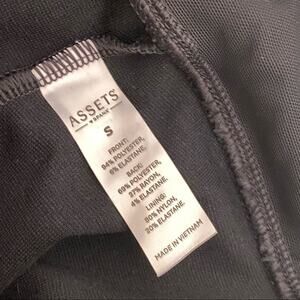 ASSETS
BY SPANX
S
FRONT:
94% POLYESTER,
6% ELASTANE.
BACK:
69% POLYESTER,
27% RAYON,
4% ELASTANE.
LINING:
80% NYLON,
20% ELASTANE.
MADE IN VIETNAM